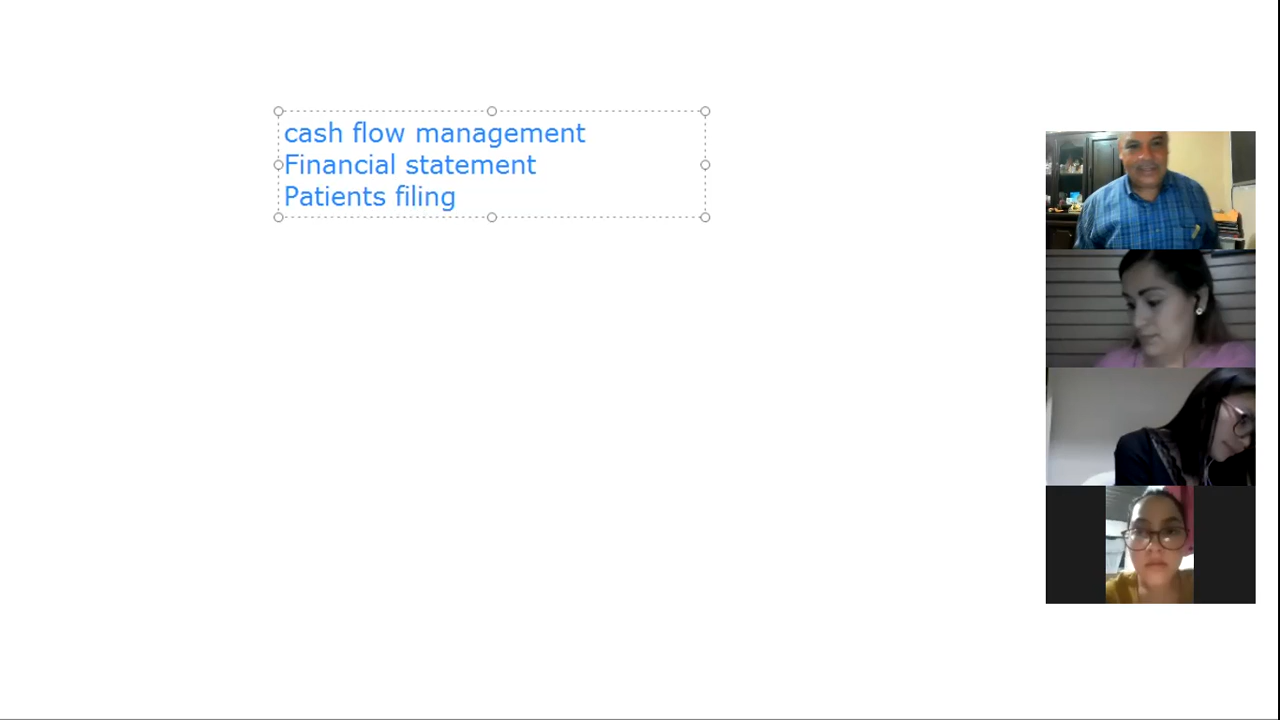 cash flow management
Financial statement
Patients filing